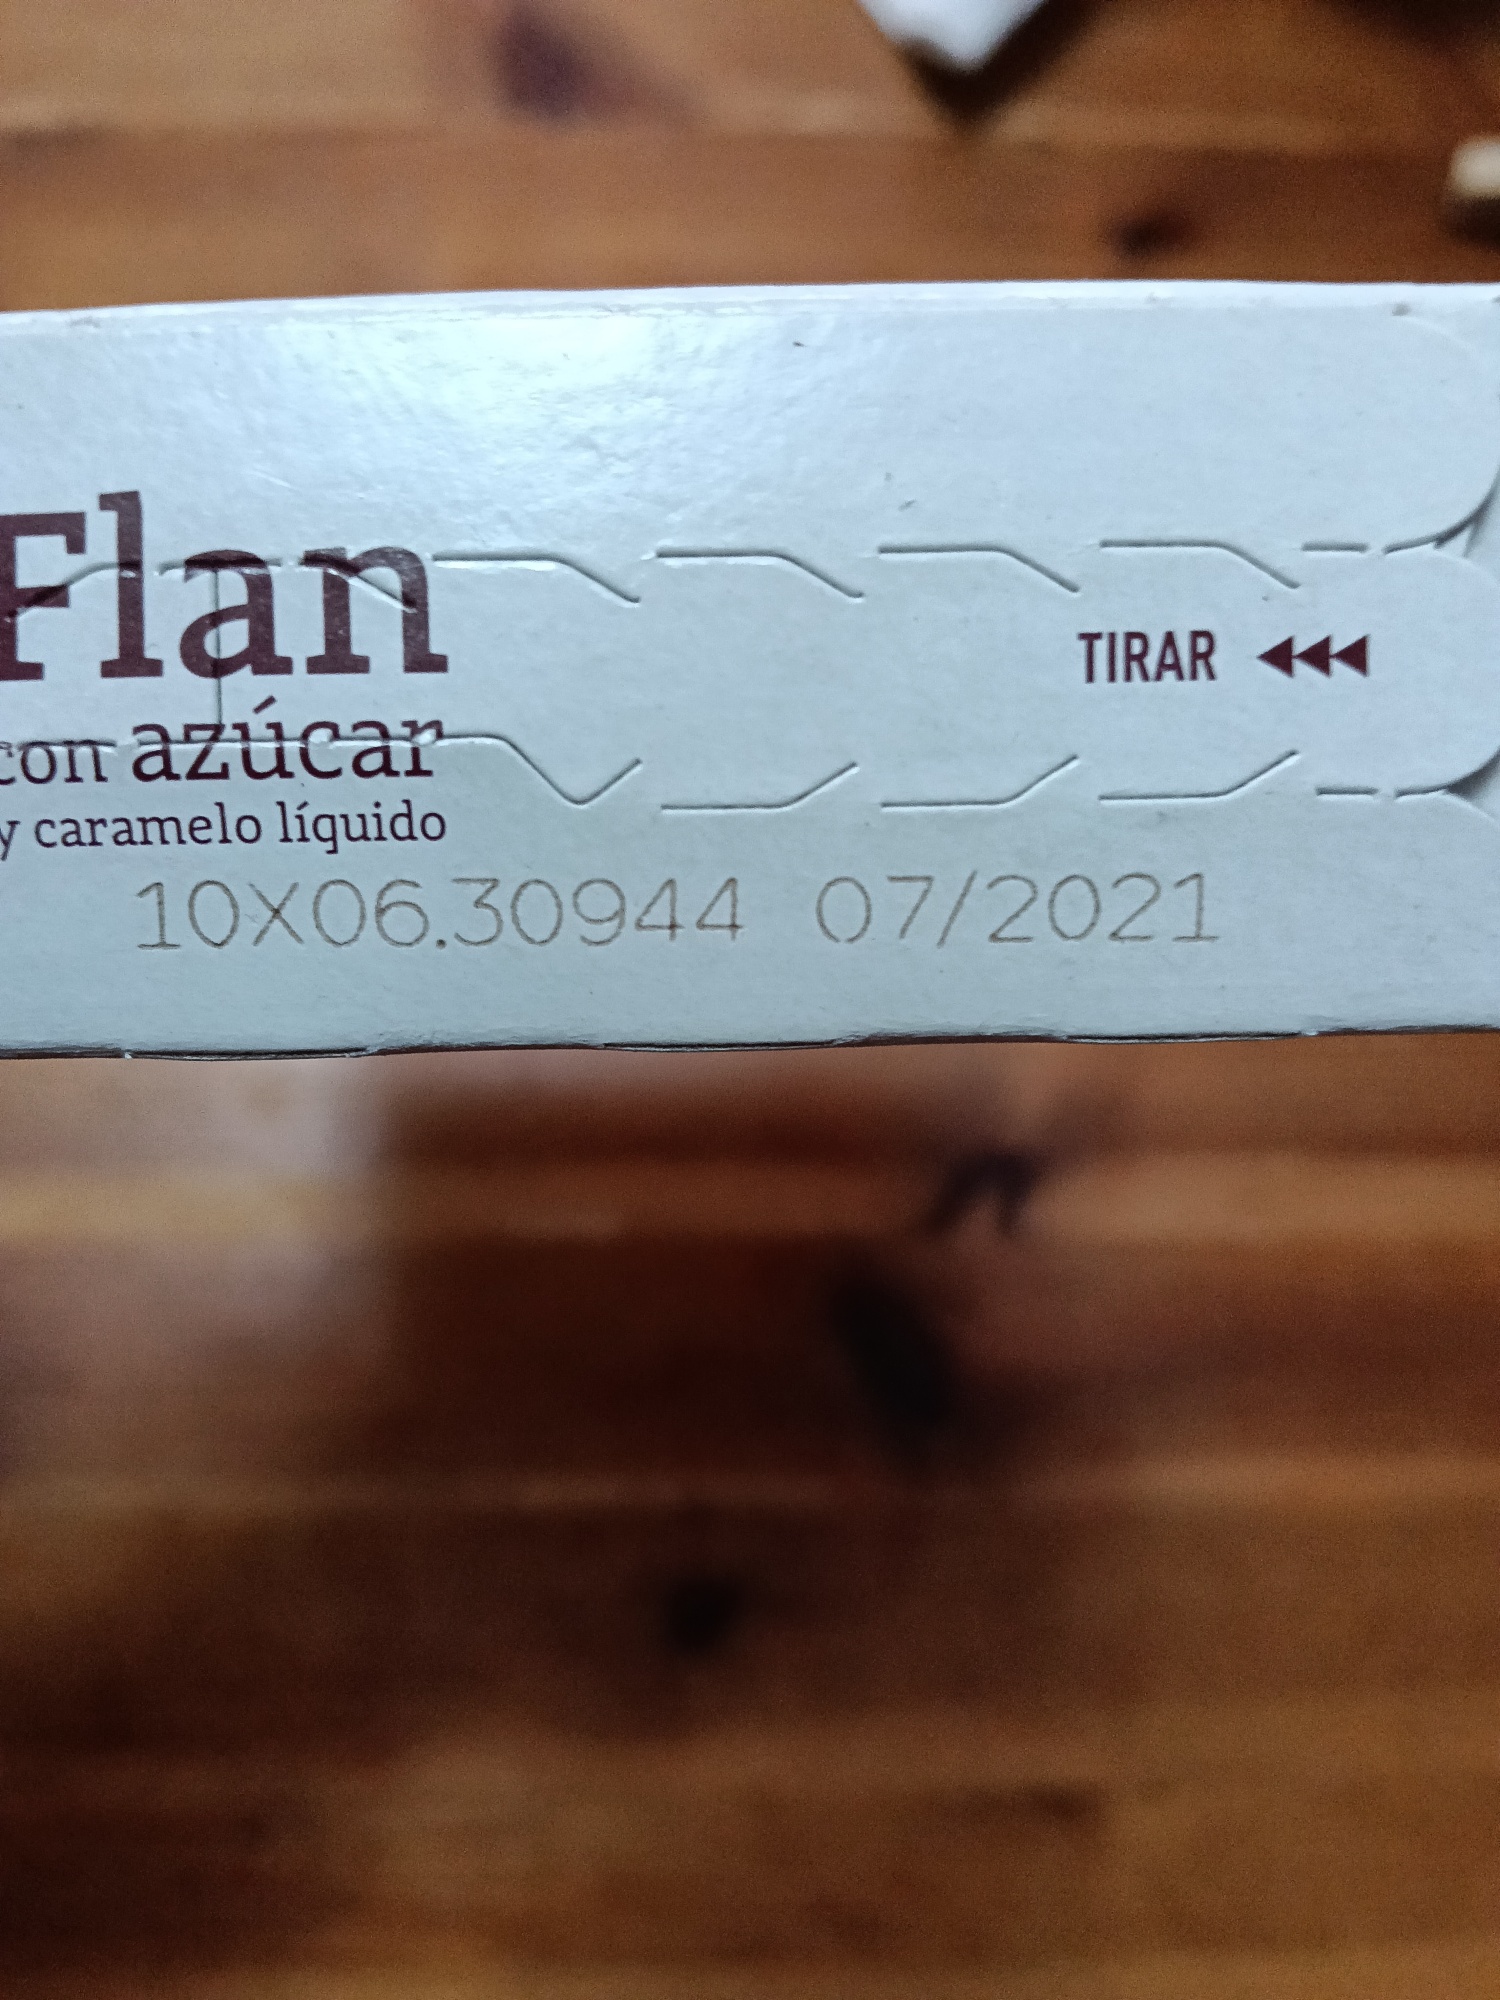 Flan
TIRAR
con azúcar
y caramelo líquido
10X06.30944 07/2021